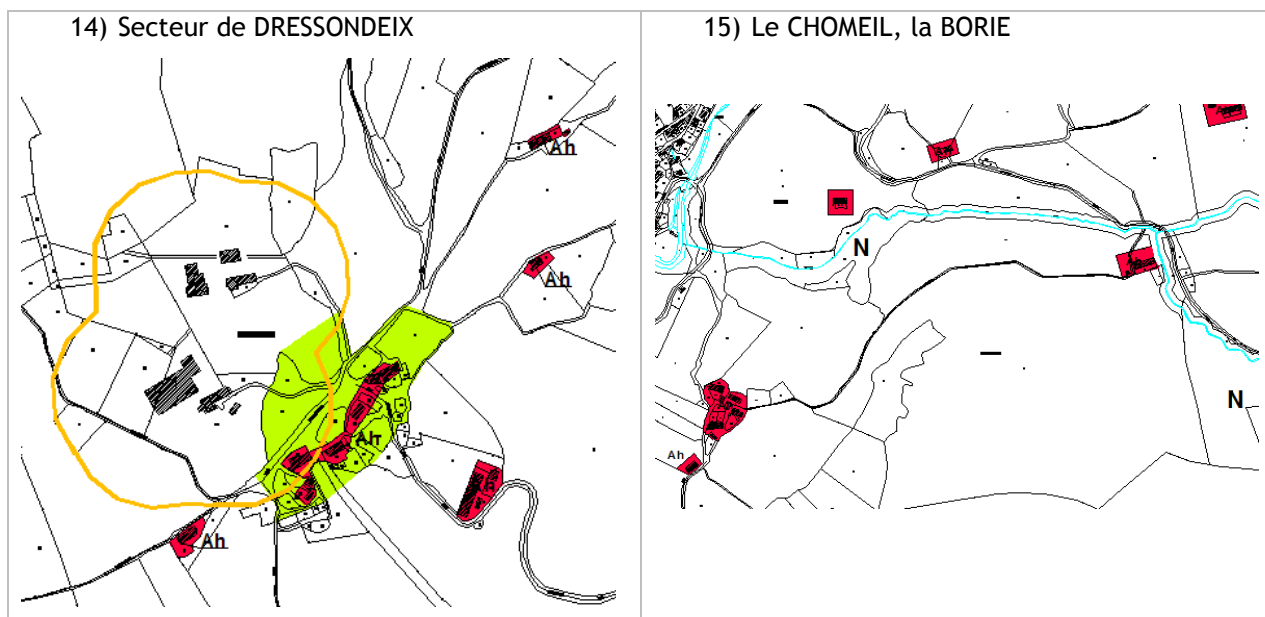 14) Secteur de DRESSONDEIX
Ah
Ah
Ah
Ah
15) Le CHOMEIL, la BORIE
N
N
Ah